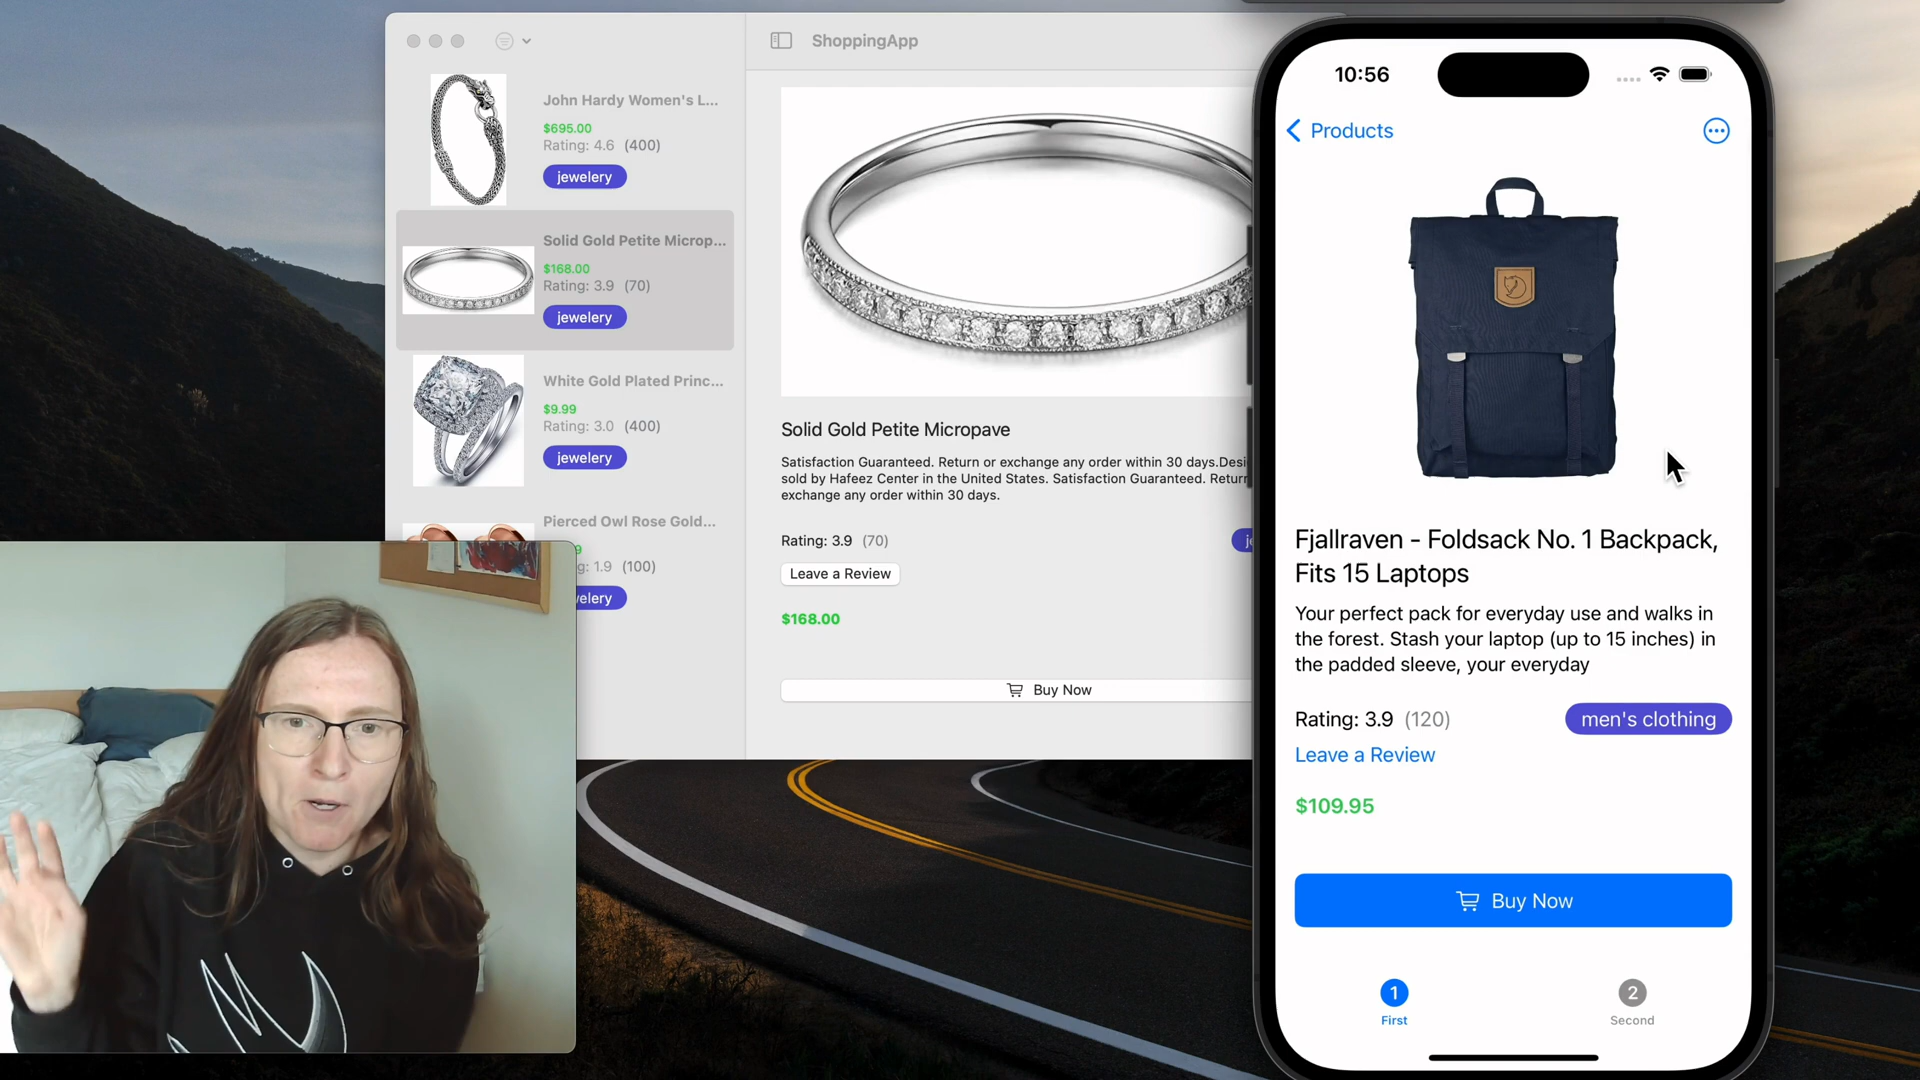 ShoppingApp
John Hardy Women's L...
$695.00
Rating: 4.6 (400)
jewelery
Solid Gold Petite Microp...
$168.00
Rating: 3.9 (70)
jewelery
White Gold Plated Princ...
$9.99
Rating: 3.0 (400)
jewelery
Pierced Owl Rose Gold...
9
g: 1.9 (100)
welery
Solid Gold Petite Micropave
Satisfaction Guaranteed. Return or exchange any order within 30 days.Desi
sold by Hafeez Center in the United States. Satisfaction Guaranteed. Retur
exchange any order within 30 days.
Rating: 3.9 (70)
je
Leave a Review
$168.00
Buy Now
10:56
Products
Fjallraven - Foldsack No. 1 Backpack,
Fits 15 Laptops
Your perfect pack for everyday use and walks in
the forest. Stash your laptop (up to 15 inches) in
the padded sleeve, your everyday
Rating: 3.9 (120)
men's clothing
Leave a Review
$109.95
Buy Now
1
First
2
Second